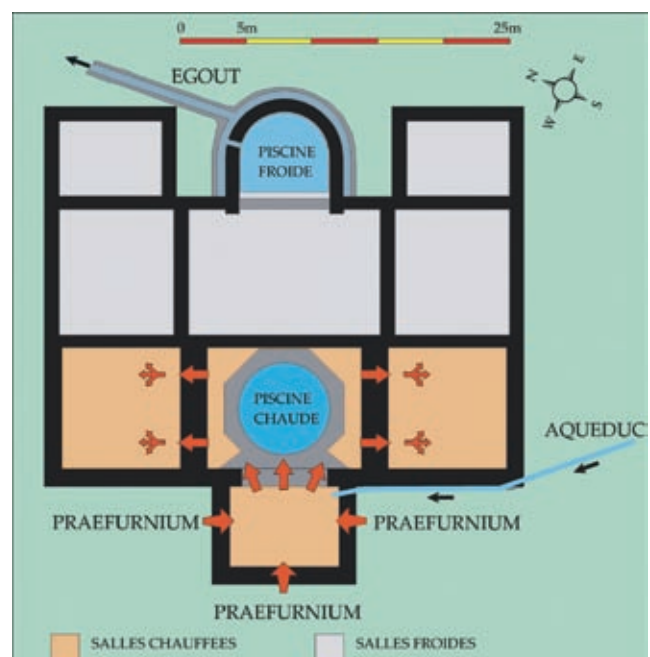 0 5m 25m
EGOUT
N E
W S
PISCINE
FROIDE
PISCINE
CHAUDE
AQUEDUC
PRAEFURNIUM PRAEFURNIUM
PRAEFURNIUM
SALLES CHAUFFEES SALLES FROIDES